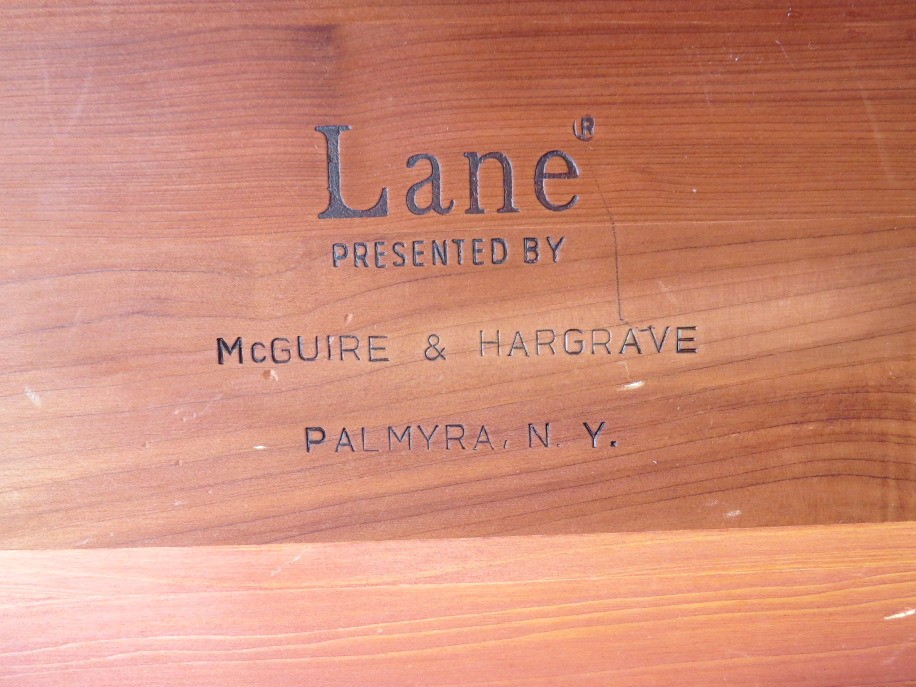 Lane®
PRESENTED BY
McGUIRE & HARGRAVE
PALMYRA, N. Y.